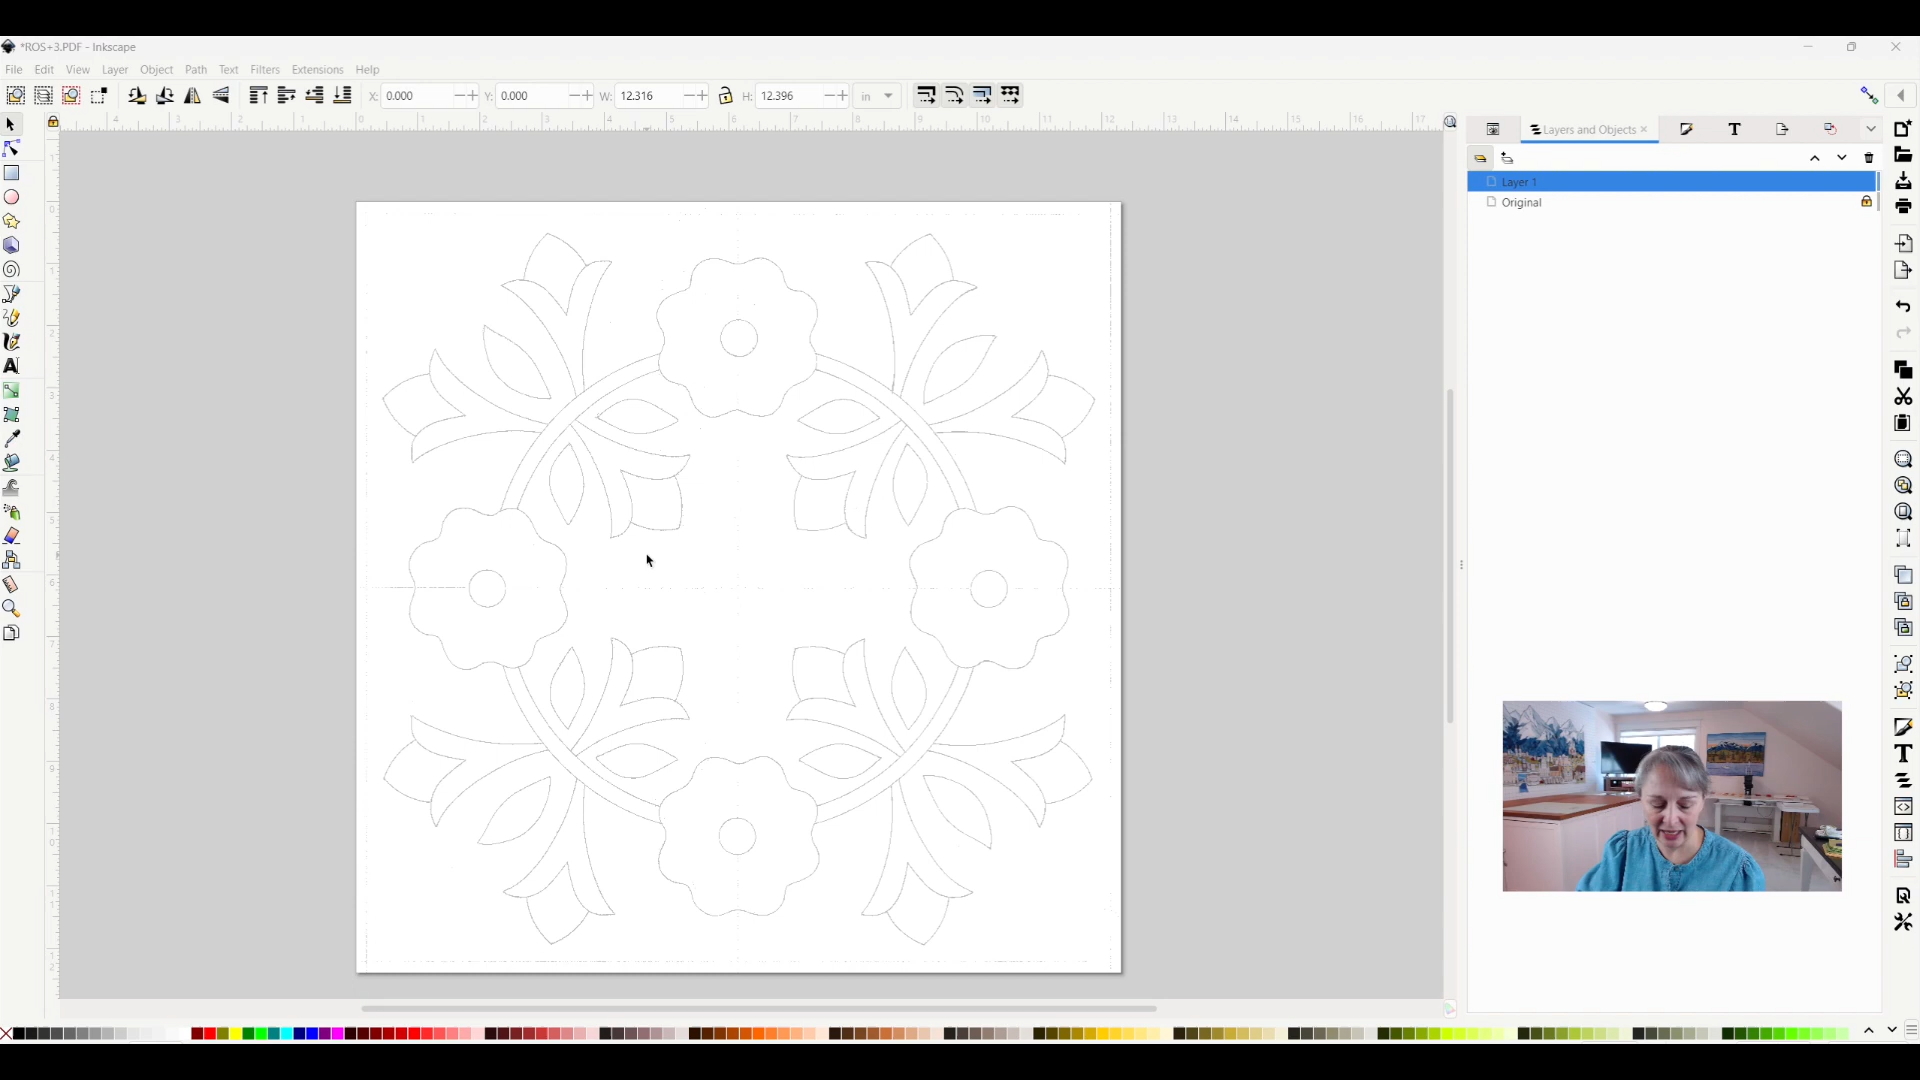 *ROS+3.PDF - Inkscape
File Edit View Layer Object Path Text Filters Extensions Help
X: 0.000 Y: 0.000 W: 12.316 H: 12.396 in
Layers and Objects
Layer 1
Original